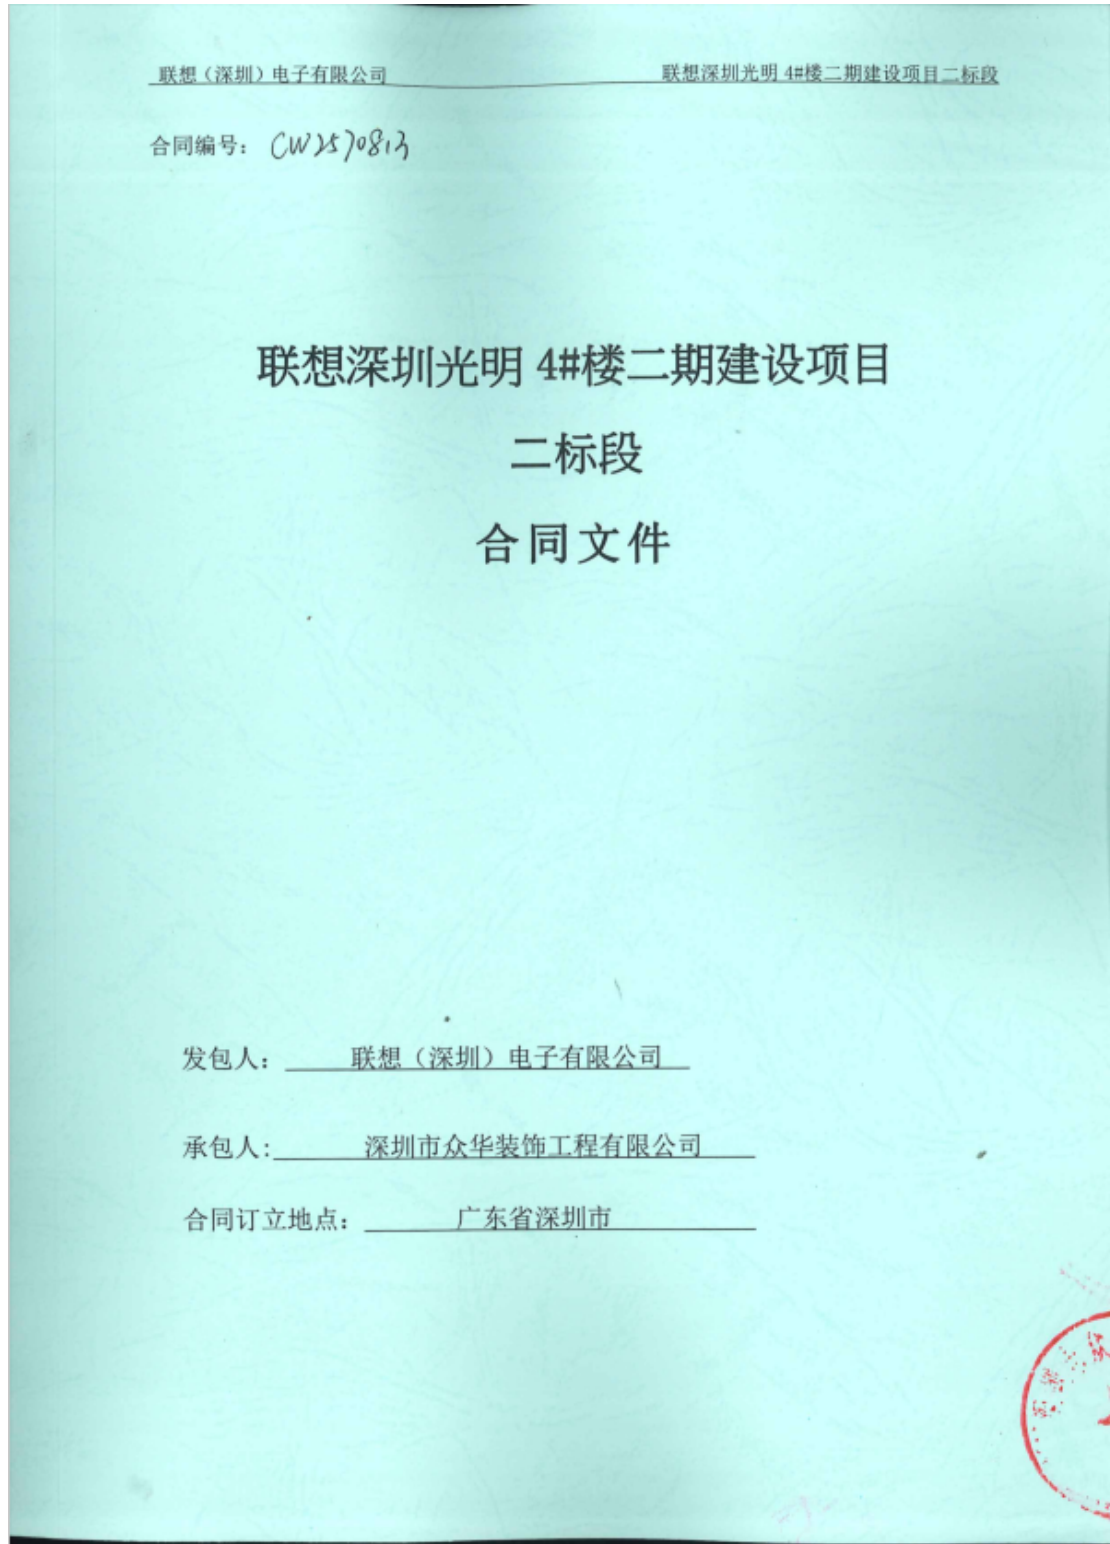 联想（深圳）电子有限公司 联想深圳光明 4#楼二期建设项目二标段
合同编号： CW2570813
联想深圳光明 4#楼二期建设项目
二标段
合同文件
发包人： 联想（深圳）电子有限公司
承包人: 深圳市众华装饰工程有限公司
合同订立地点： 广东省深圳市